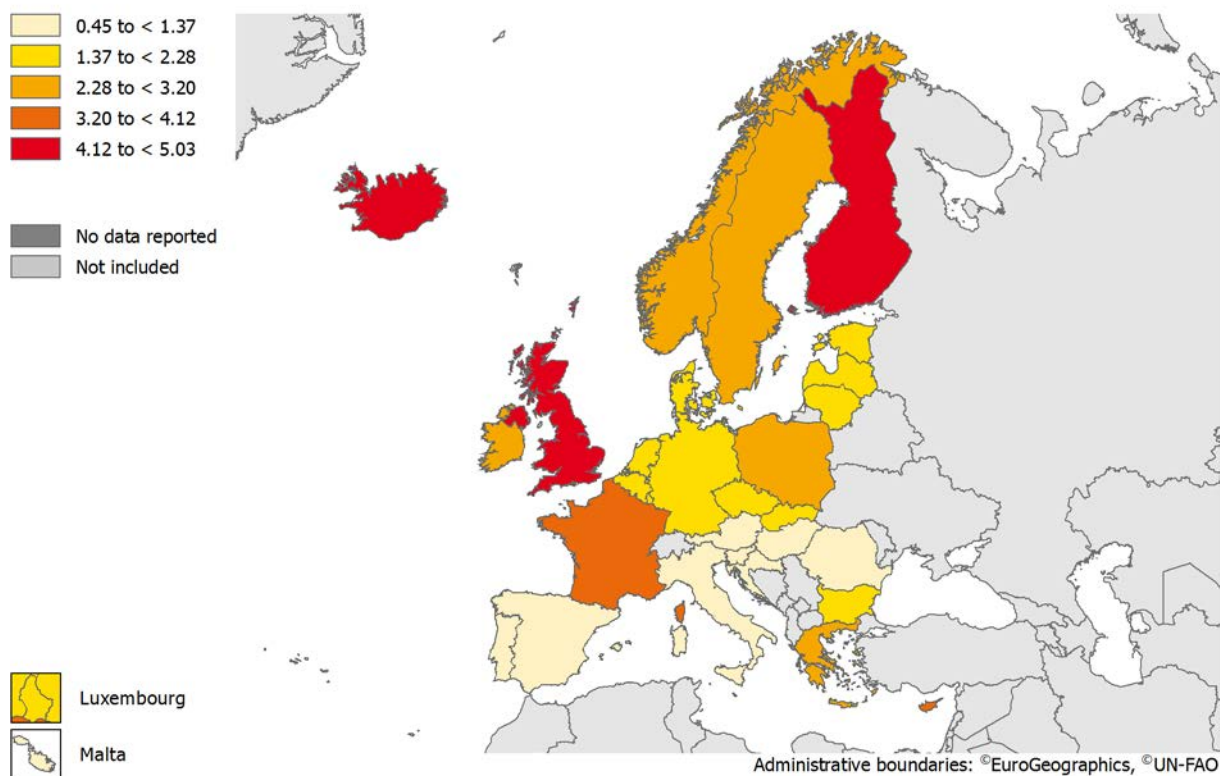 0.45 to < 1.37
1.37 to < 2.28
2.28 to < 3.20
3.20 to < 4.12
4.12 to < 5.03
No data reported
Not included
Luxembourg
Malta
Administrative boundaries: ©EuroGeographics, ©UN-FAO